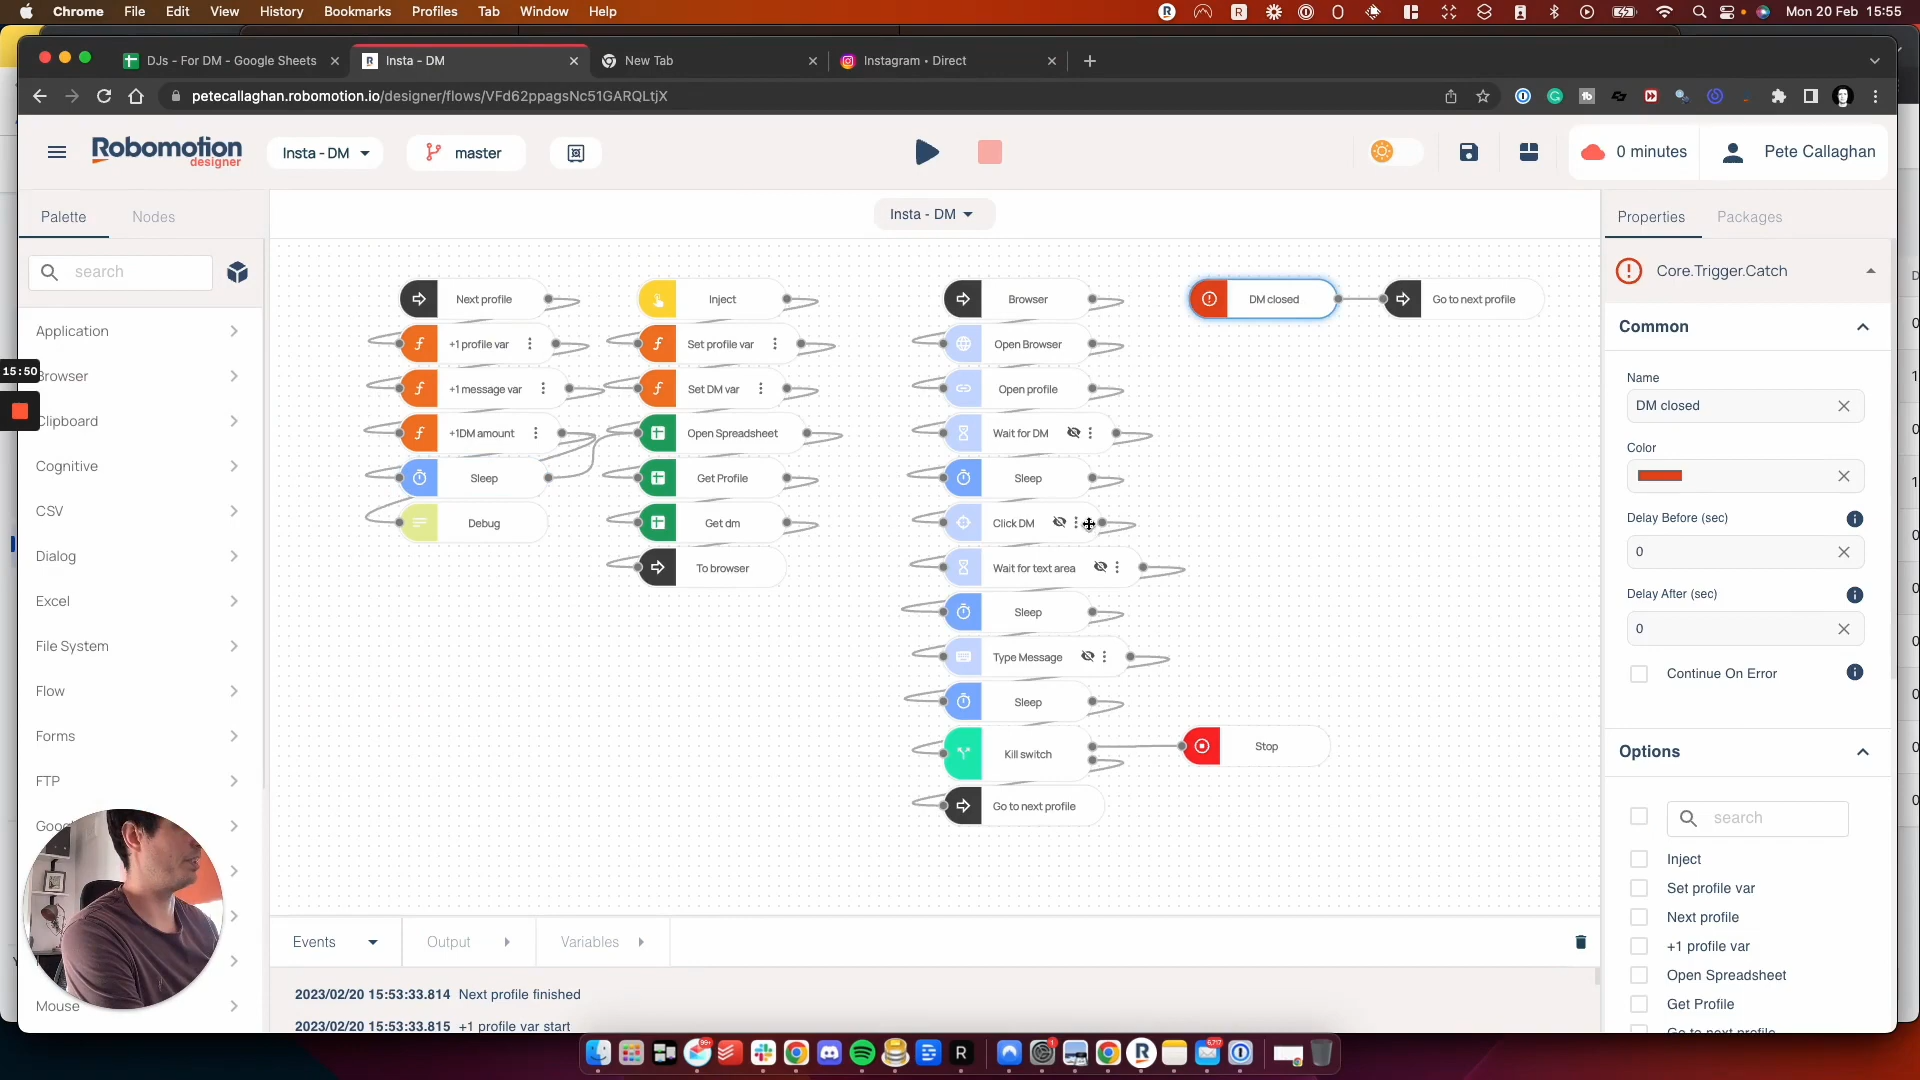 Chrome File Edit View History Bookmarks Profiles Tab Window Help Mon 20 Feb 15:55
DJs - For DM - Google Sheets Insta - DM New Tab Instagram • Direct
petecallaghan.robomotion.io/designer/flows/VFd62ppagsNc51GARQLtjX
Robomotion
designer
Insta - DM
master
0 minutes
Pete Callaghan
Palette Nodes
Insta - DM
Properties Packages
search
Application
Browser
Clipboard
Cognitive
CSV
Dialog
Excel
File System
Flow
Forms
FTP
Mouse
15:50
Next profile
+1 profile var
+1 message var
+1DM amount
Sleep
Debug
Inject
Set profile var
Set DM var
Open Spreadsheet
Get Profile
Get dm
To browser
Browser
Open Browser
Open profile
Wait for DM
Sleep
Click DM
Wait for text area
Sleep
Type Message
Sleep
Kill switch
Go to next profile
DM closed
Go to next profile
Stop
Core.Trigger.Catch
Common
Name
DM closed
Color
Delay Before (sec)
0
Delay After (sec)
0
Continue On Error
Options
search
Inject
Set profile var
Next profile
+1 profile var
Open Spreadsheet
Get Profile
Go to next profile
Events Output Variables
2023/02/20 15:53:33.814 Next profile finished
2023/02/20 15:53:33.815 +1 profile var start